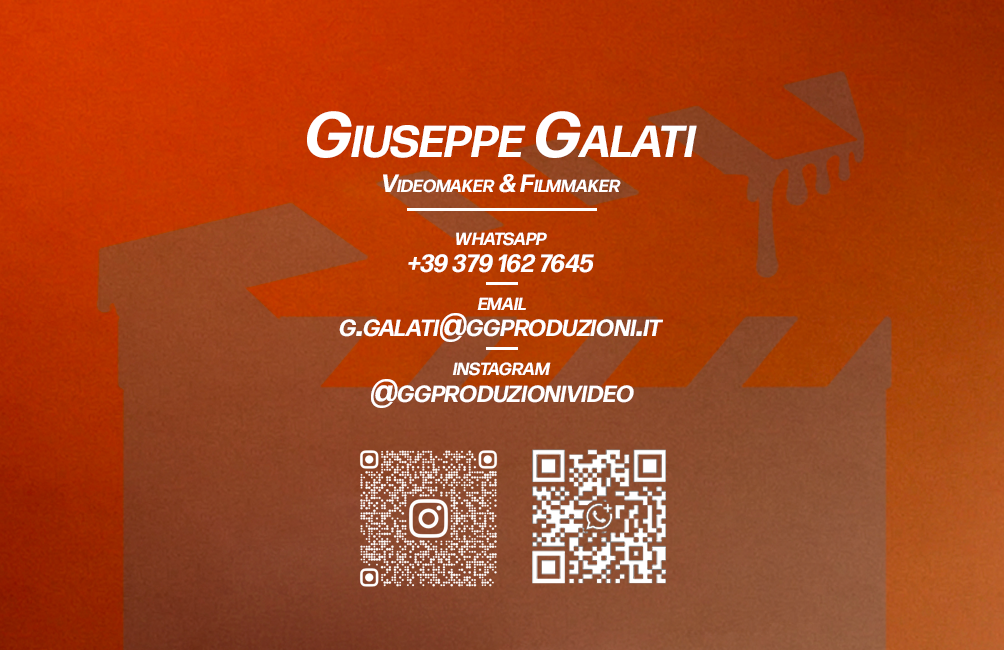 Giuseppe Galati
Videomaker & Filmmaker
WHATSAPP
+39 379 162 7645
EMAIL
G.GALATI@GGPRODUZIONI.IT
INSTAGRAM
@GGPRODUZIONIVIDEO